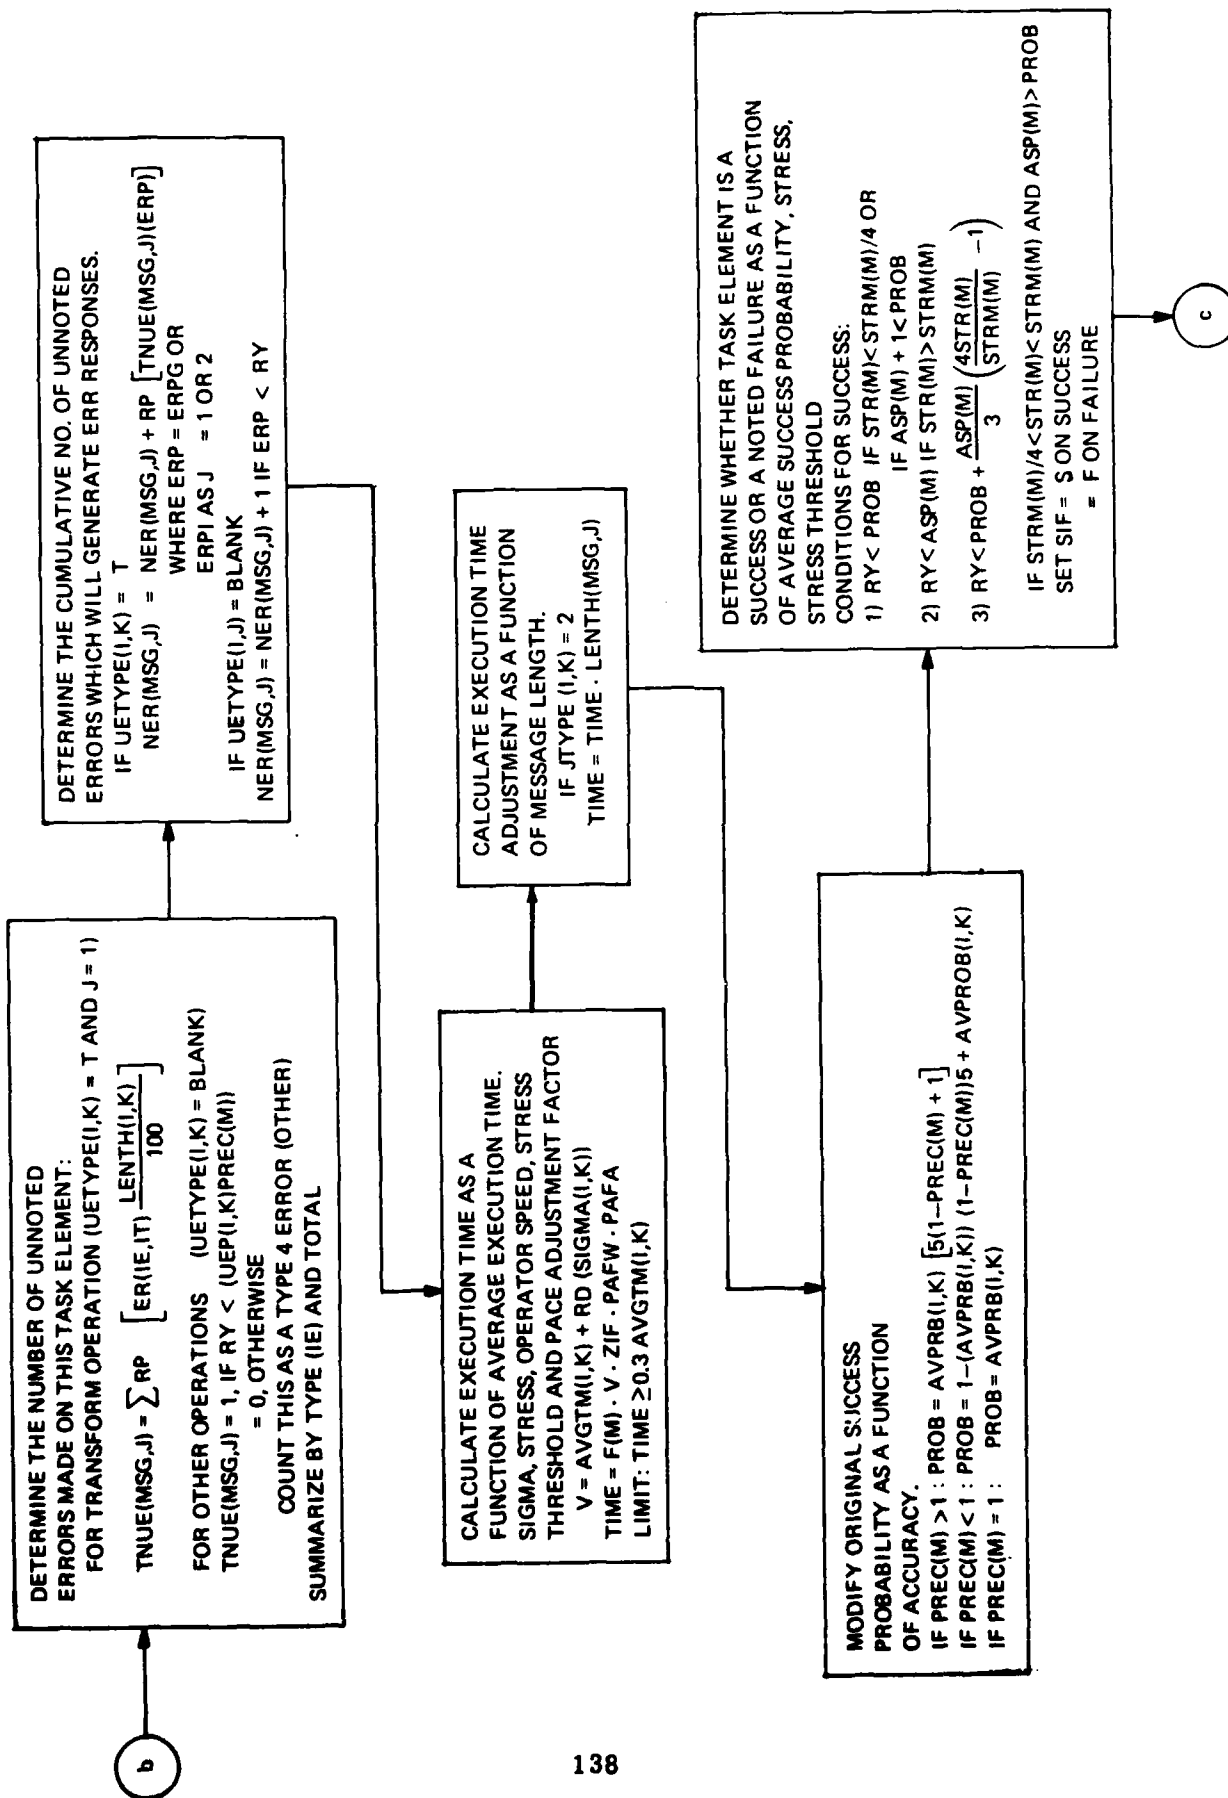 b
DETERMINE THE NUMBER OF UNNOTED
ERRORS MADE ON THIS TASK ELEMENT:
FOR TRANSFORM OPERATION (UETYPE(I,K) = T AND J = 1)
TNUE(MSG,J) = ∑ RP [ER(IE,IT) LENTH(I,K)/100]
FOR OTHER OPERATIONS (UETYPE(I,K) = BLANK)
TNUE(MSG,J) = 1, IF RY < (UEP(I,K)PREC(M))
= 0, OTHERWISE
COUNT THIS AS A TYPE 4 ERROR (OTHER)
SUMMARIZE BY TYPE (IE) AND TOTAL
DETERMINE THE CUMULATIVE NO. OF UNNOTED
ERRORS WHICH WILL GENERATE ERR RESPONSES.
IF UETYPE(I,K) = T
NER(MSG,J) = NER(MSG,J) + RP [TNUE(MSG,J)(ERP)]
WHERE ERP = ERPG OR
ERPI AS J = 1 OR 2
IF UETYPE(I,J) = BLANK
NER(MSG,J) = NER(MSG,J) + 1 IF ERP < RY
CALCULATE EXECUTION TIME AS A
FUNCTION OF AVERAGE EXECUTION TIME.
SIGMA, STRESS, OPERATOR SPEED, STRESS
THRESHOLD AND PACE ADJUSTMENT FACTOR
V = AVGTM(I,K) + RD (SIGMA(I,K))
TIME = F(M) · V · ZIF · PAFW · PAFA
LIMIT: TIME ≥0.3 AVGTM(I,K)
CALCULATE EXECUTION TIME
ADJUSTMENT AS A FUNCTION
OF MESSAGE LENGTH.
IF JTYPE (I,K) = 2
TIME = TIME · LENTH(MSG,J)
MODIFY ORIGINAL SUCCESS
PROBABILITY AS A FUNCTION
OF ACCURACY.
IF PREC(M) >1 : PROB = AVPRB(I,K) [5(1–PREC(M) + 1]
IF PREC(M) <1 : PROB = 1–(AVPRB(I,K)) (1–PREC(M))5 + AVPROB(I,K)
IF PREC(M) = 1 : PROB = AVPRB(I,K)
DETERMINE WHETHER TASK ELEMENT IS A
SUCCESS OR A NOTED FAILURE AS A FUNCTION
OF AVERAGE SUCCESS PROBABILITY, STRESS,
STRESS THRESHOLD
CONDITIONS FOR SUCCESS:
1) RY< PROB IF STR(M)<STRM(M)/4 OR
IF ASP(M) + 1<PROB
2) RY<ASP(M) IF STR(M)>STRM(M)
3) RY<PROB + ASP(M)/3 (4STR(M)/STRM(M) –1)
IF STRM(M)/4<STR(M)<STRM(M) AND ASP(M)>PROB
SET SIF = S ON SUCCESS
= F ON FAILURE
c
138